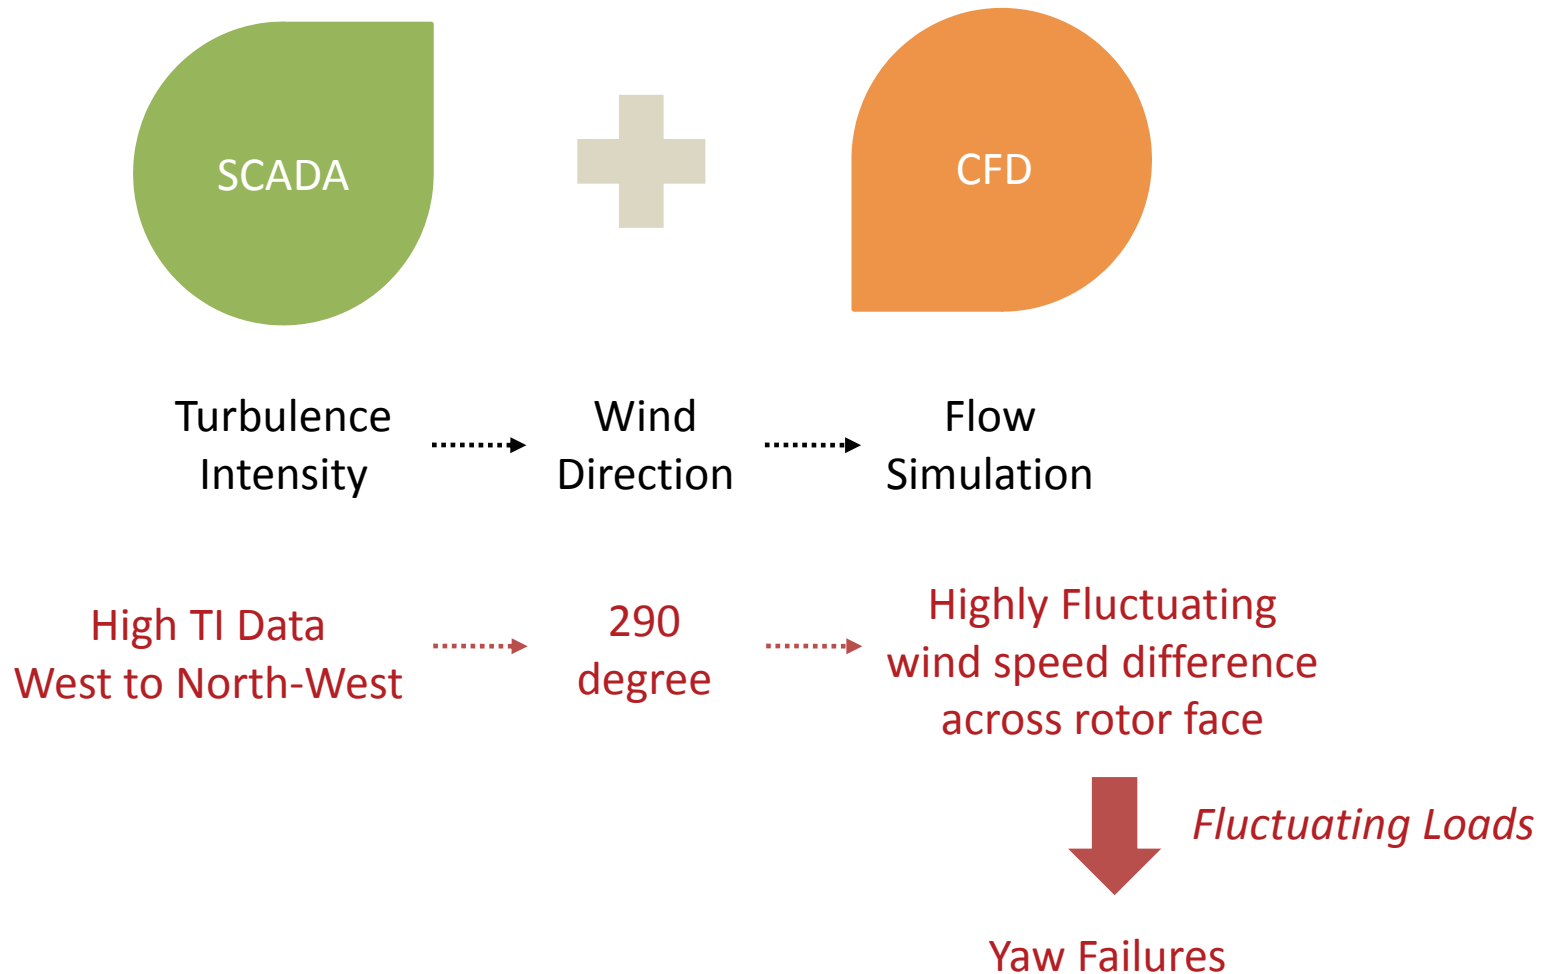 SCADA
CFD
Turbulence
Intensity
Wind
Direction
Flow
Simulation
High TI Data
West to North-West
290
degree
Highly Fluctuating
wind speed difference
across rotor face
Fluctuating Loads
Yaw Failures